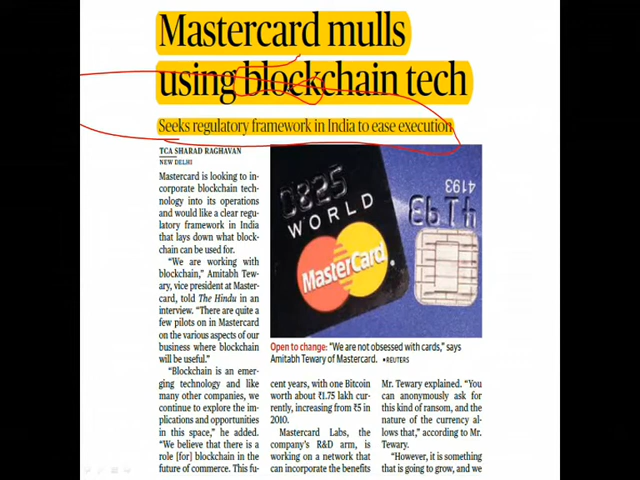 Mastercard mulls
using blockchain tech
Seeks regulatory framework in India to ease execution
TCA SHARAD RAGHAVAN
NEW DELHI
Mastercard is looking to in-
corporate blockchain tech-
nology into its operations
and would like a clear regu-
latory framework in India
that lays down what block-
chain can be used for.
"We are working with
blockchain," Amitabh Tew-
ary, vice president at Master-
card, told The Hindu in an
interview. "There are quite a
few pilots on in Mastercard
on the various aspects of our
business where blockchain
will be useful."
"Blockchain is an emer-
ging technology and like
many other companies, we
continue to explore the im-
plications and opportunities
in this space," he added.
"We believe that there is a
role [for] blockchain in the
future of commerce. This fu-
0825
WORLD
MasterCard
4193
Open to change: "We are not obsessed with cards," says
Amitabh Tewary of Mastercard. •REUTERS
cent years, with one Bitcoin
worth about ₹1.75 lakh cur-
rently, increasing from ₹5 in
2010.
Mastercard Labs, the
company's R&D arm, is
working on a network that
can incorporate the benefits
Mr. Tewary explained. "You
can anonymously ask for
this kind of ransom, and the
nature of the currency al-
lows that," according to Mr.
Tewary.
"However, it is something
that is going to grow, and we